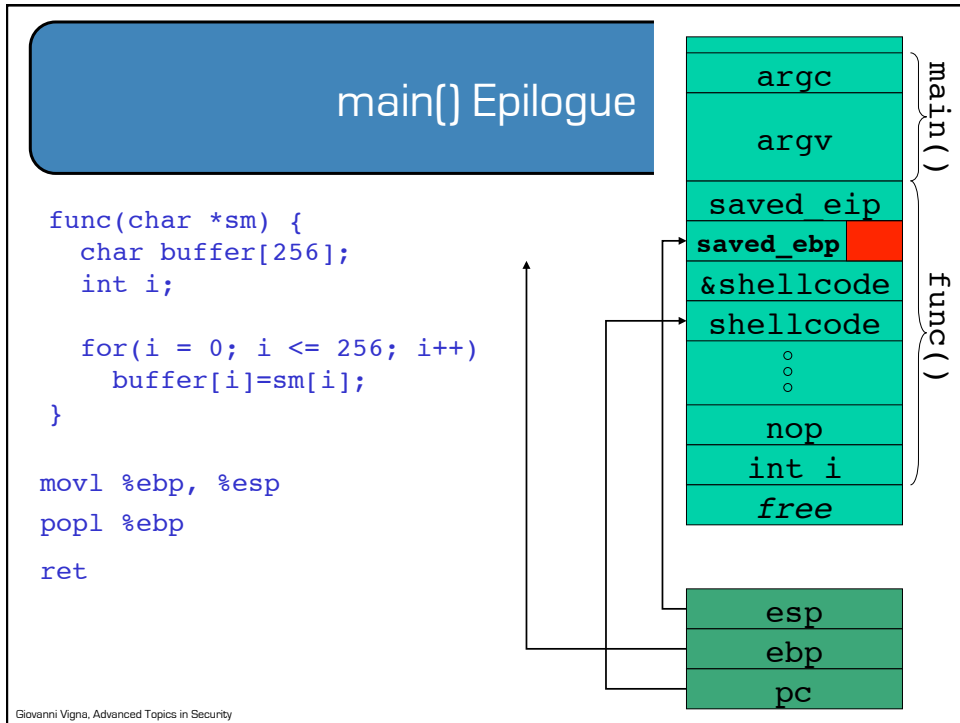 main() Epilogue
func(char *sm) {
char buffer[256];
int i;
for(i = 0; i <= 256; i++)
buffer[i]=sm[i];
}
movl %ebp, %esp
popl %ebp
ret
argc
argv
saved_eip
saved_ebp
&shellcode
shellcode
nop
int i
free
main()
func()
esp
ebp
pc
Giovanni Vigna, Advanced Topics in Security